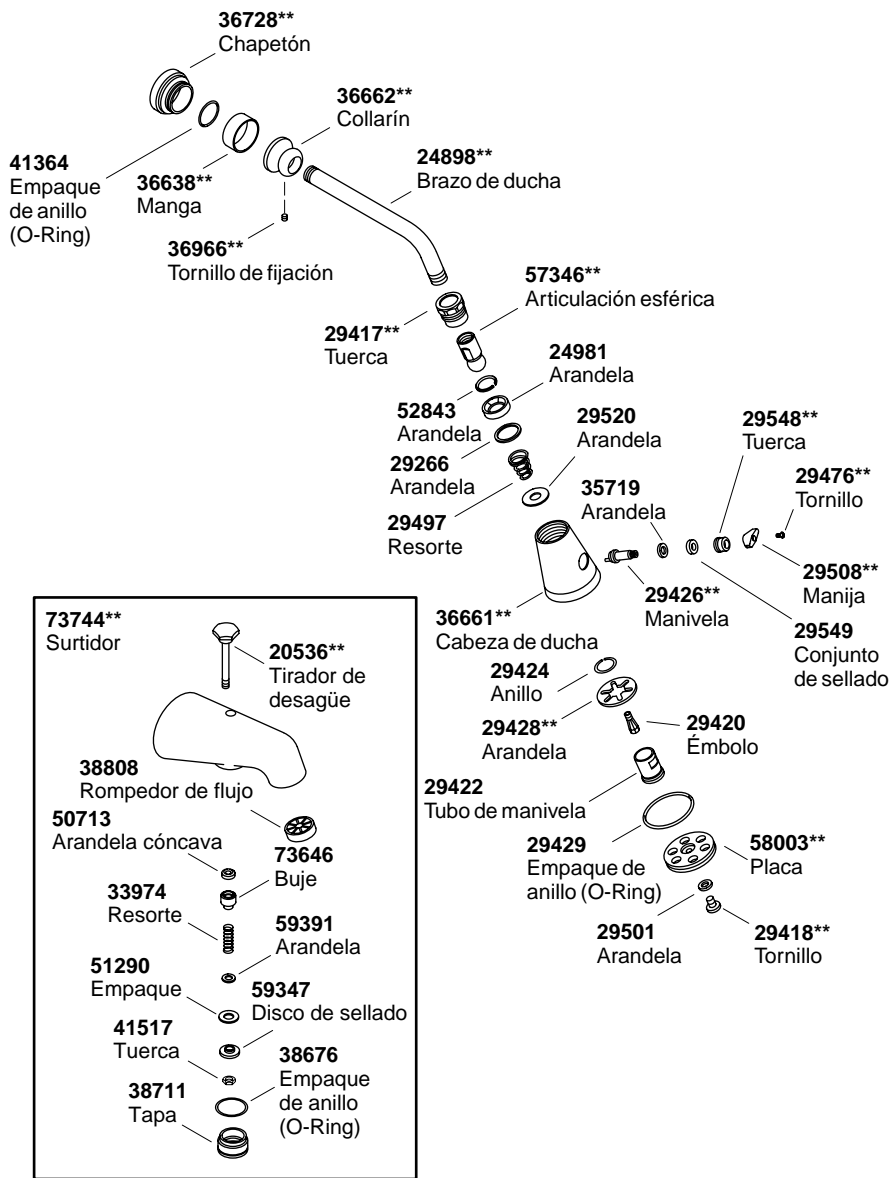 36728**
Chapetón
36662**
Collarín
41364
Empaque
de anillo
(O-Ring)
36638**
Manga
24898**
Brazo de ducha
36966**
Tornillo de fijación
57346**
Articulación esférica
29417**
Tuerca
24981
Arandela
52843
Arandela
29520
Arandela
29548**
Tuerca
29266
Arandela
29476**
Tornillo
35719
Arandela
29497
Resorte
29508**
Manija
29426**
Manivela
36661**
Cabeza de ducha
29549
Conjunto
de sellado
73744**
Surtidor
20536**
Tirador de
desagüe
29424
Anillo
29428**
Arandela
29420
Émbolo
38808
Rompedor de flujo
29422
Tubo de manivela
50713
Arandela cóncava
29429
Empaque de
anillo (O-Ring)
58003**
Placa
73646
Buje
33974
Resorte
59391
Arandela
29501
Arandela
29418**
Tornillo
51290
Empaque
59347
Disco de sellado
41517
Tuerca
38676
Empaque
de anillo
(O-Ring)
38711
Tapa